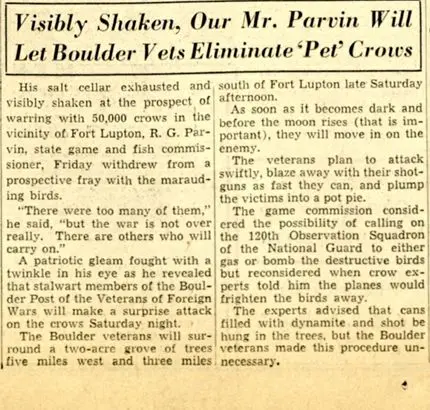 Visibly Shaken, Our Mr. Parvin Will
Let Boulder Vets Eliminate 'Pet' Crows
His salt cellar exhausted and
visibly shaken at the prospect of
warring with 50,000 crows in the
vicinity of Fort Lupton, R. G. Par-
vin, state game and fish commis-
sioner, Friday withdrew from a
prospective fray with the maraud-
ing birds.
"There were too many of them,"
he said, "but the war is not over
really. There are others who will
carry on."
A patriotic gleam fought with a
twinkle in his eye as he revealed
that stalwart members of the Boul-
der Post of the Veterans of Foreign
Wars will make a surprise attack
on the crows Saturday night.
The Boulder veterans will sur-
round a two-acre grove of trees
five miles west and three miles
south of Fort Lupton late Saturday
afternoon.
As soon as it becomes dark and
before the moon rises (that is im-
portant), they will move in on the
enemy.
The veterans plan to attack
swiftly, blaze away with their shot-
guns as fast they can, and plump
the victims into a pot pie.
The game commission consid-
ered the possibility of calling on
the 120th Observation Squadron
of the National Guard to either
gas or bomb the destructive birds
but reconsidered when crow ex-
perts told him the planes would
frighten the birds away.
The experts advised that cans
filled with dynamite and shot be
hung in the trees, but the Boulder
veterans made this procedure un-
necessary.